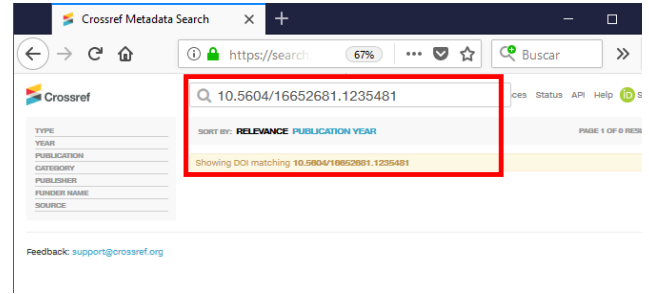 Crossref Metadata Search
https://search
67%
Buscar
Crossref
10.5604/16652681.1235481
ces Status API Help iD S
TYPE
YEAR
PUBLICATION
CATEGORY
PUBLISHER
FUNDER NAME
SOURCE
SORT BY: RELEVANCE PUBLICATION YEAR
PAGE 1 OF 0 RESU
Showing DOI matching 10.5604/16652681.1235481
Feedback: support@crossref.org